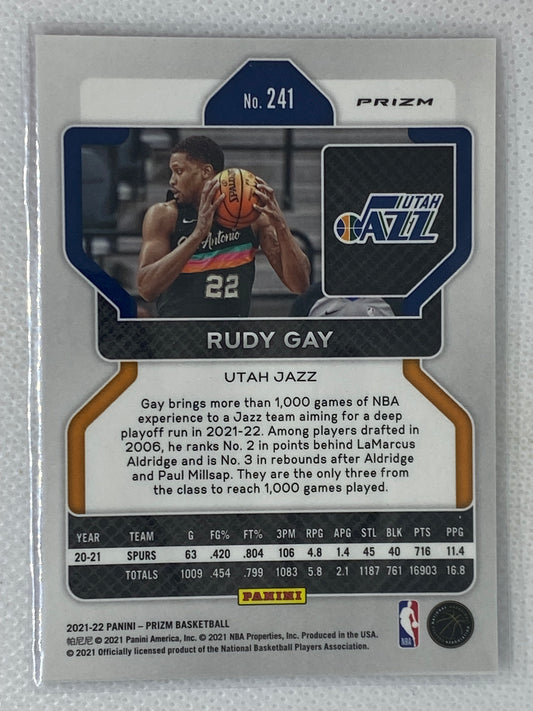 No. 241
PRIZM
SPALDING
San Antonio
22
UTAH
JAZZ
RUDY GAY
UTAH JAZZ
Gay brings more than 1,000 games of NBA
experience to a Jazz team aiming for a deep
playoff run in 2021-22. Among players drafted in
2006, he ranks No. 2 in points behind LaMarcus
Aldridge and is No. 3 in rebounds after Aldridge
and Paul Millsap. They are the only three from
the class to reach 1,000 games played.
YEAR TEAM G FG% FT% 3PM RPG APG STL BLK PTS PPG
20-21 SPURS 63 .420 .804 106 4.8 1.4 45 40 716 11.4
TOTALS 1009 .454 .799 1083 5.8 2.1 1187 761 16903 16.8
PANINI
2021-22 PANINI – PRIZM BASKETBALL
帕尼尼 © 2021 Panini America, Inc. © 2021 NBA Properties, Inc. Produced in the USA.
© 2021 Officially licensed product of the National Basketball Players Association.
NBA